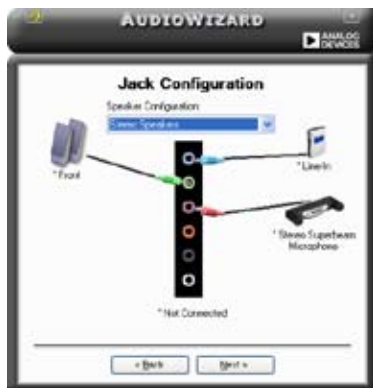 AUDIOWIZARD
ANALOG
DEVICES
Jack Configuration
Speaker Configuration
Stereo Speakers
* Front
* Line-In
* Stereo Superbeam
Microphone
* Not Connected
< Back
Next >